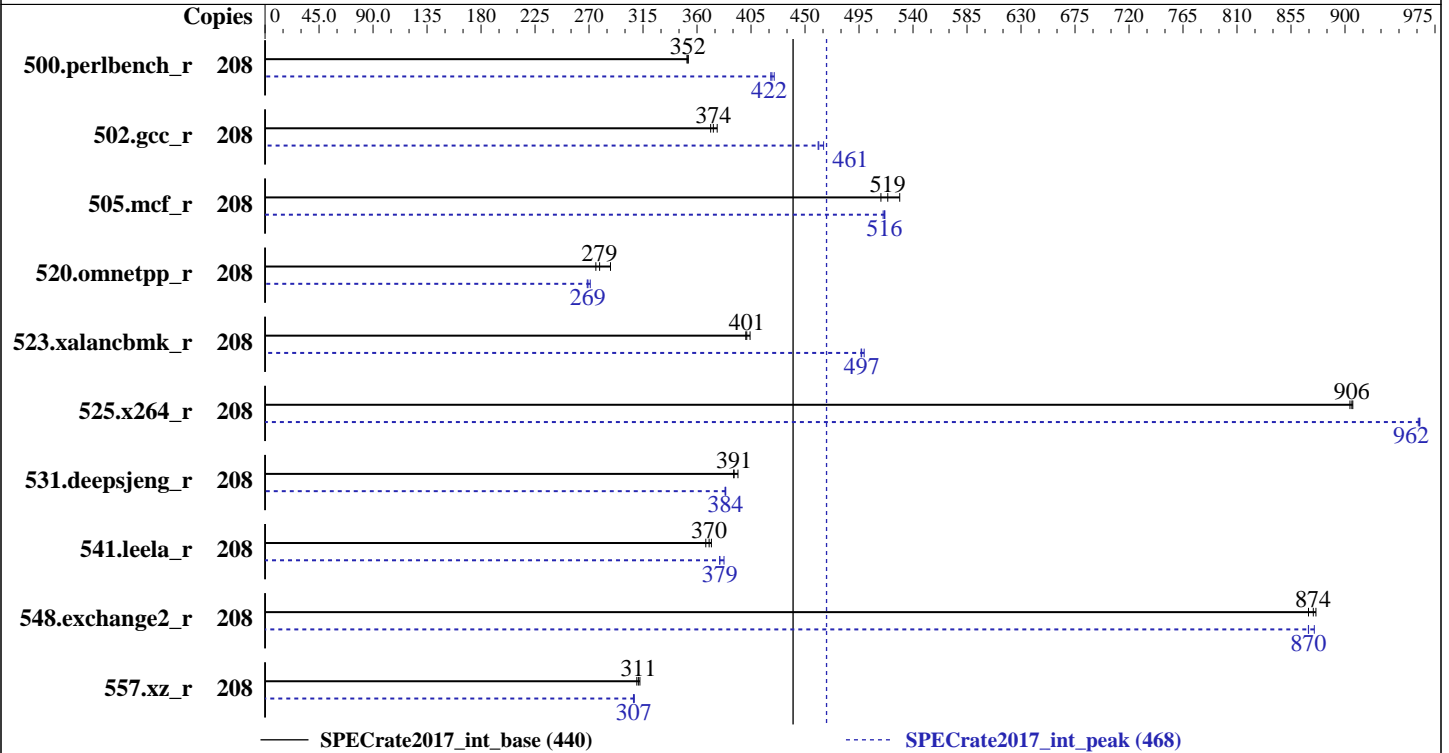 Copies 0 45.0 90.0 135 180 225 270 315 360 405 450 495 540 585 630 675 720 765 810 855 900 975
352
500.perlbench_r 208
422
374
502.gcc_r 208
461
519
505.mcf_r 208
516
279
520.omnetpp_r 208
269
401
523.xalancbmk_r 208
497
906
525.x264_r 208
962
391
531.deepsjeng_r 208
384
370
541.leela_r 208
379
874
548.exchange2_r 208
870
311
557.xz_r 208
307
SPECrate2017_int_base (440) SPECrate2017_int_peak (468)